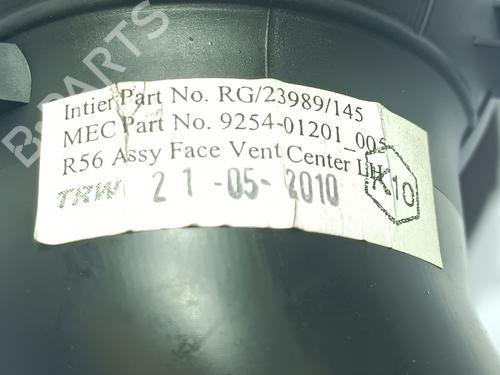 B-PARTS
Intier Part No. RG/23989/145
MEC Part No. 9254-01201_005
R56 Assy Face Vent Center LH
TRW 21-05-2010
K10